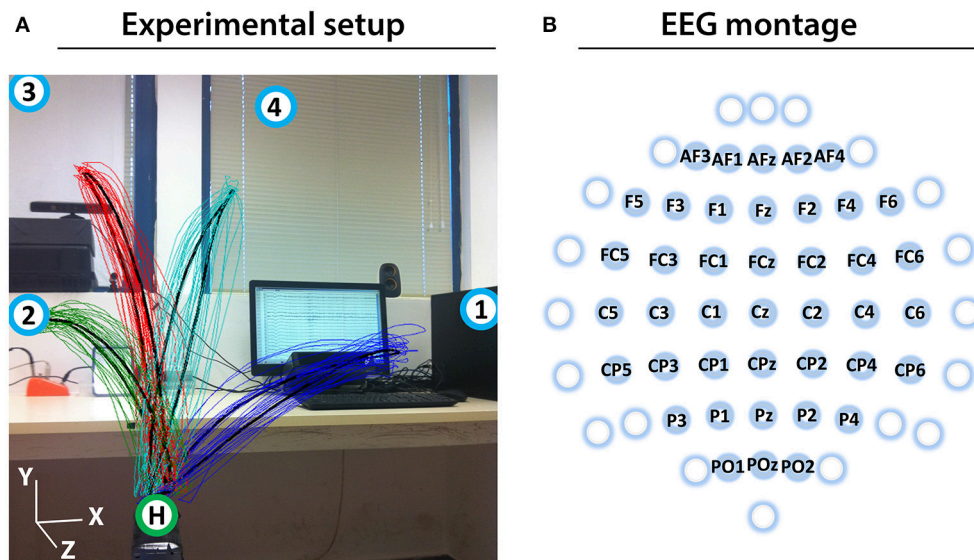 A Experimental setup
B EEG montage
3
4
2
1
H
Y
X
Z
AF3 AF1 AFz AF2 AF4
F5 F3 F1 Fz F2 F4 F6
FC5 FC3 FC1 FCz FC2 FC4 FC6
C5 C3 C1 Cz C2 C4 C6
CP5 CP3 CP1 CPz CP2 CP4 CP6
P3 P1 Pz P2 P4
PO1 POz PO2